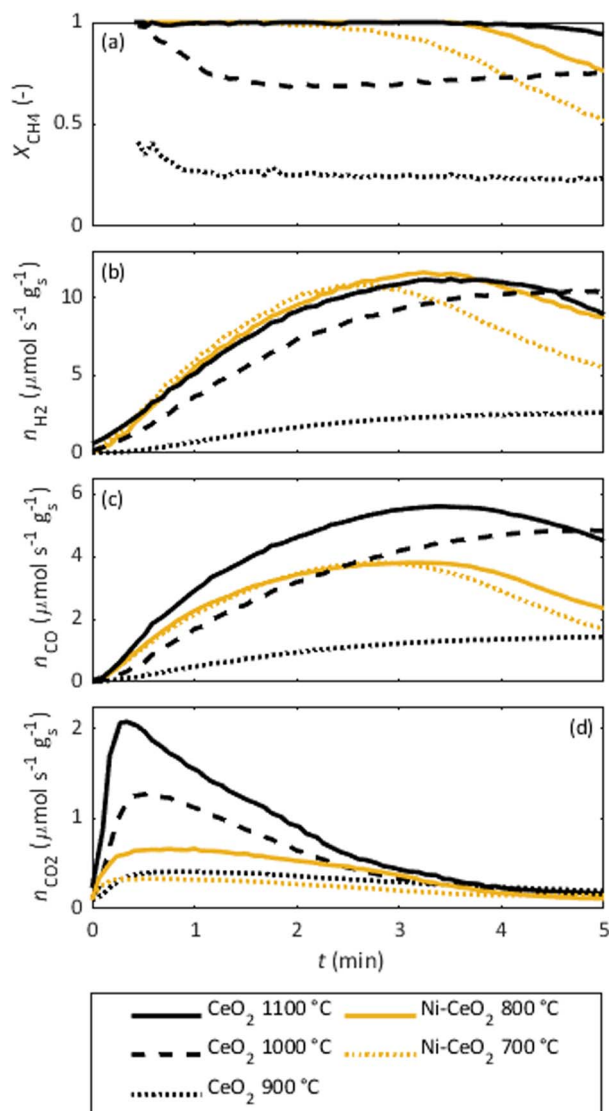 (a)
1
0.5
0
X_CH4 (-)
(b)
10
5
0
n_H2 (μmol s⁻¹ g_s⁻¹)
(c)
6
4
2
0
n_CO (μmol s⁻¹ g_s⁻¹)
(d)
2
1
0
n_CO2 (μmol s⁻¹ g_s⁻¹)
0 1 2 3 4 5
t (min)
CeO₂ 1100 °C Ni-CeO₂ 800 °C
CeO₂ 1000 °C Ni-CeO₂ 700 °C
CeO₂ 900 °C